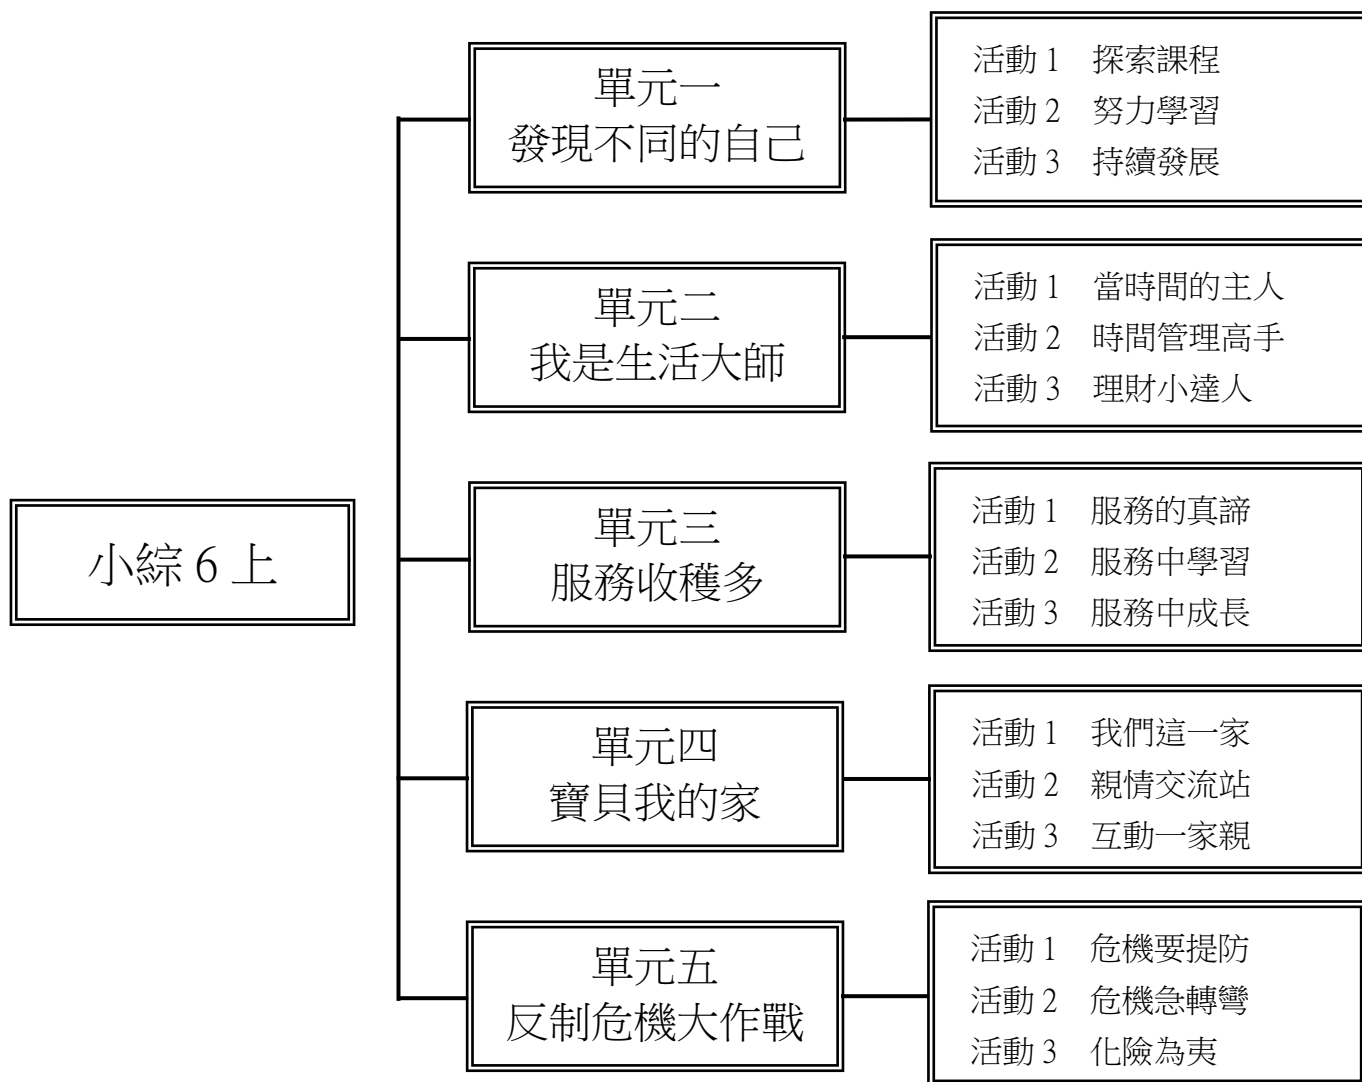 小綜 6 上
單元一
發現不同的自己
活動 1　探索課程
活動 2　努力學習
活動 3　持續發展
單元二
我是生活大師
活動 1　當時間的主人
活動 2　時間管理高手
活動 3　理財小達人
單元三
服務收穫多
活動 1　服務的真諦
活動 2　服務中學習
活動 3　服務中成長
單元四
寶貝我的家
活動 1　我們這一家
活動 2　親情交流站
活動 3　互動一家親
單元五
反制危機大作戰
活動 1　危機要提防
活動 2　危機急轉彎
活動 3　化險為夷